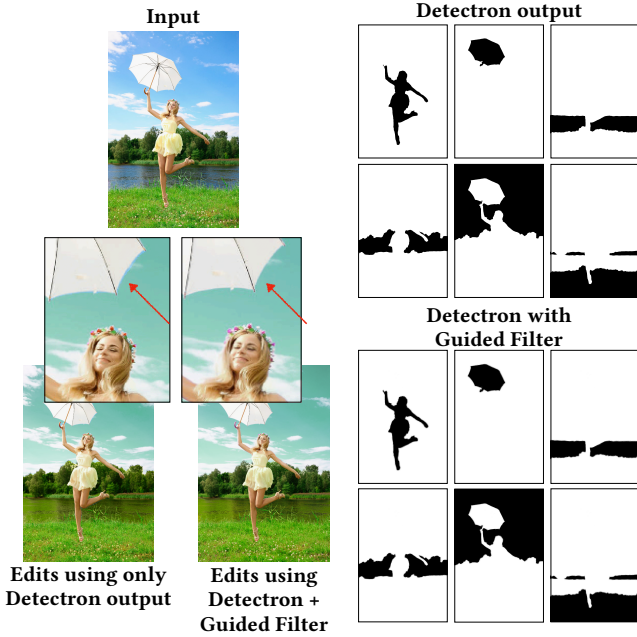 Input
Detectron output
Detectron with
Guided Filter
Edits using only
Detectron output
Edits using
Detectron +
Guided Filter